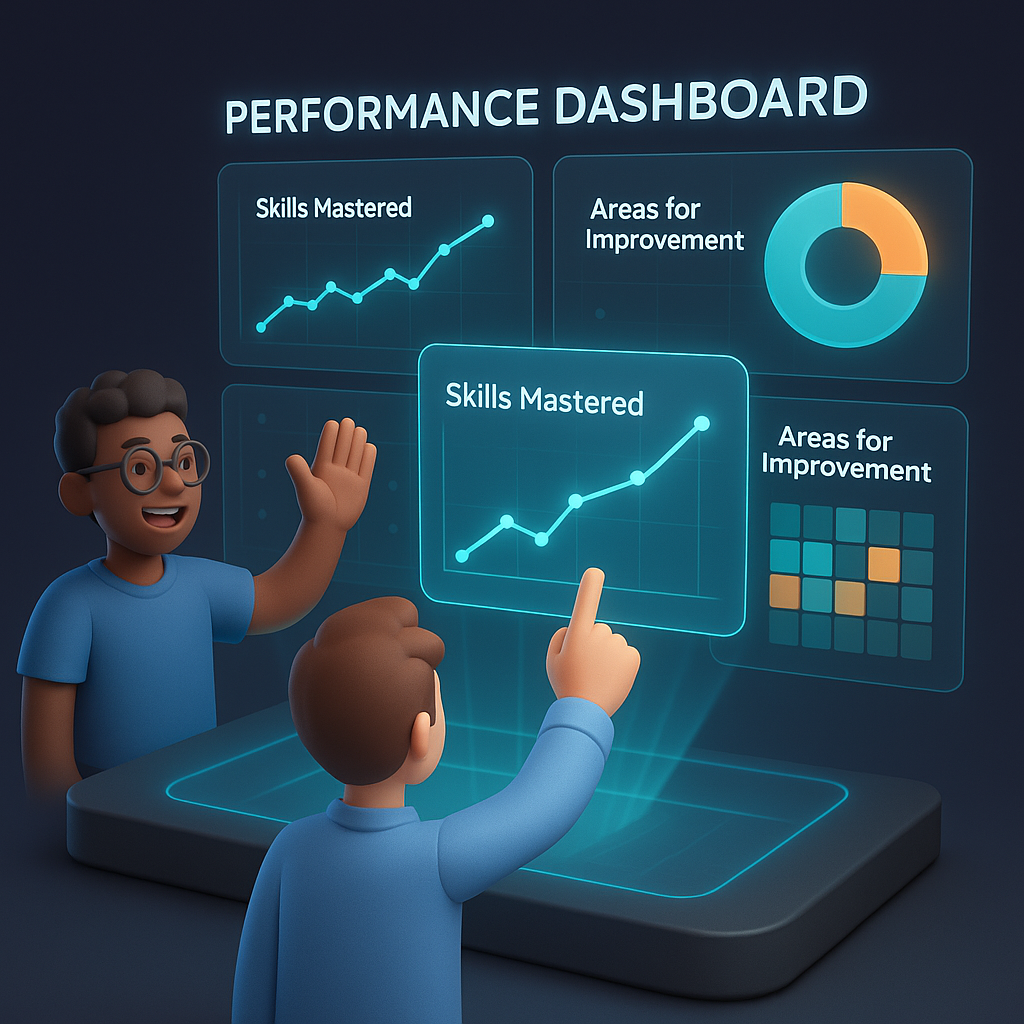 PERFORMANCE DASHBOARD
Skills Mastered
Areas for
Improvement
Skills Mastered
Areas for
Improvement